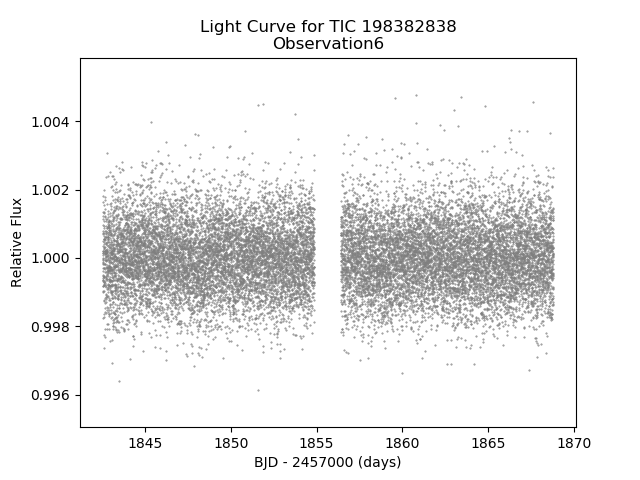 Light Curve for TIC 198382838
Observation6
1.004
1.002
1.000
0.998
0.996
Relative Flux
1845 1850 1855 1860 1865 1870
BJD - 2457000 (days)